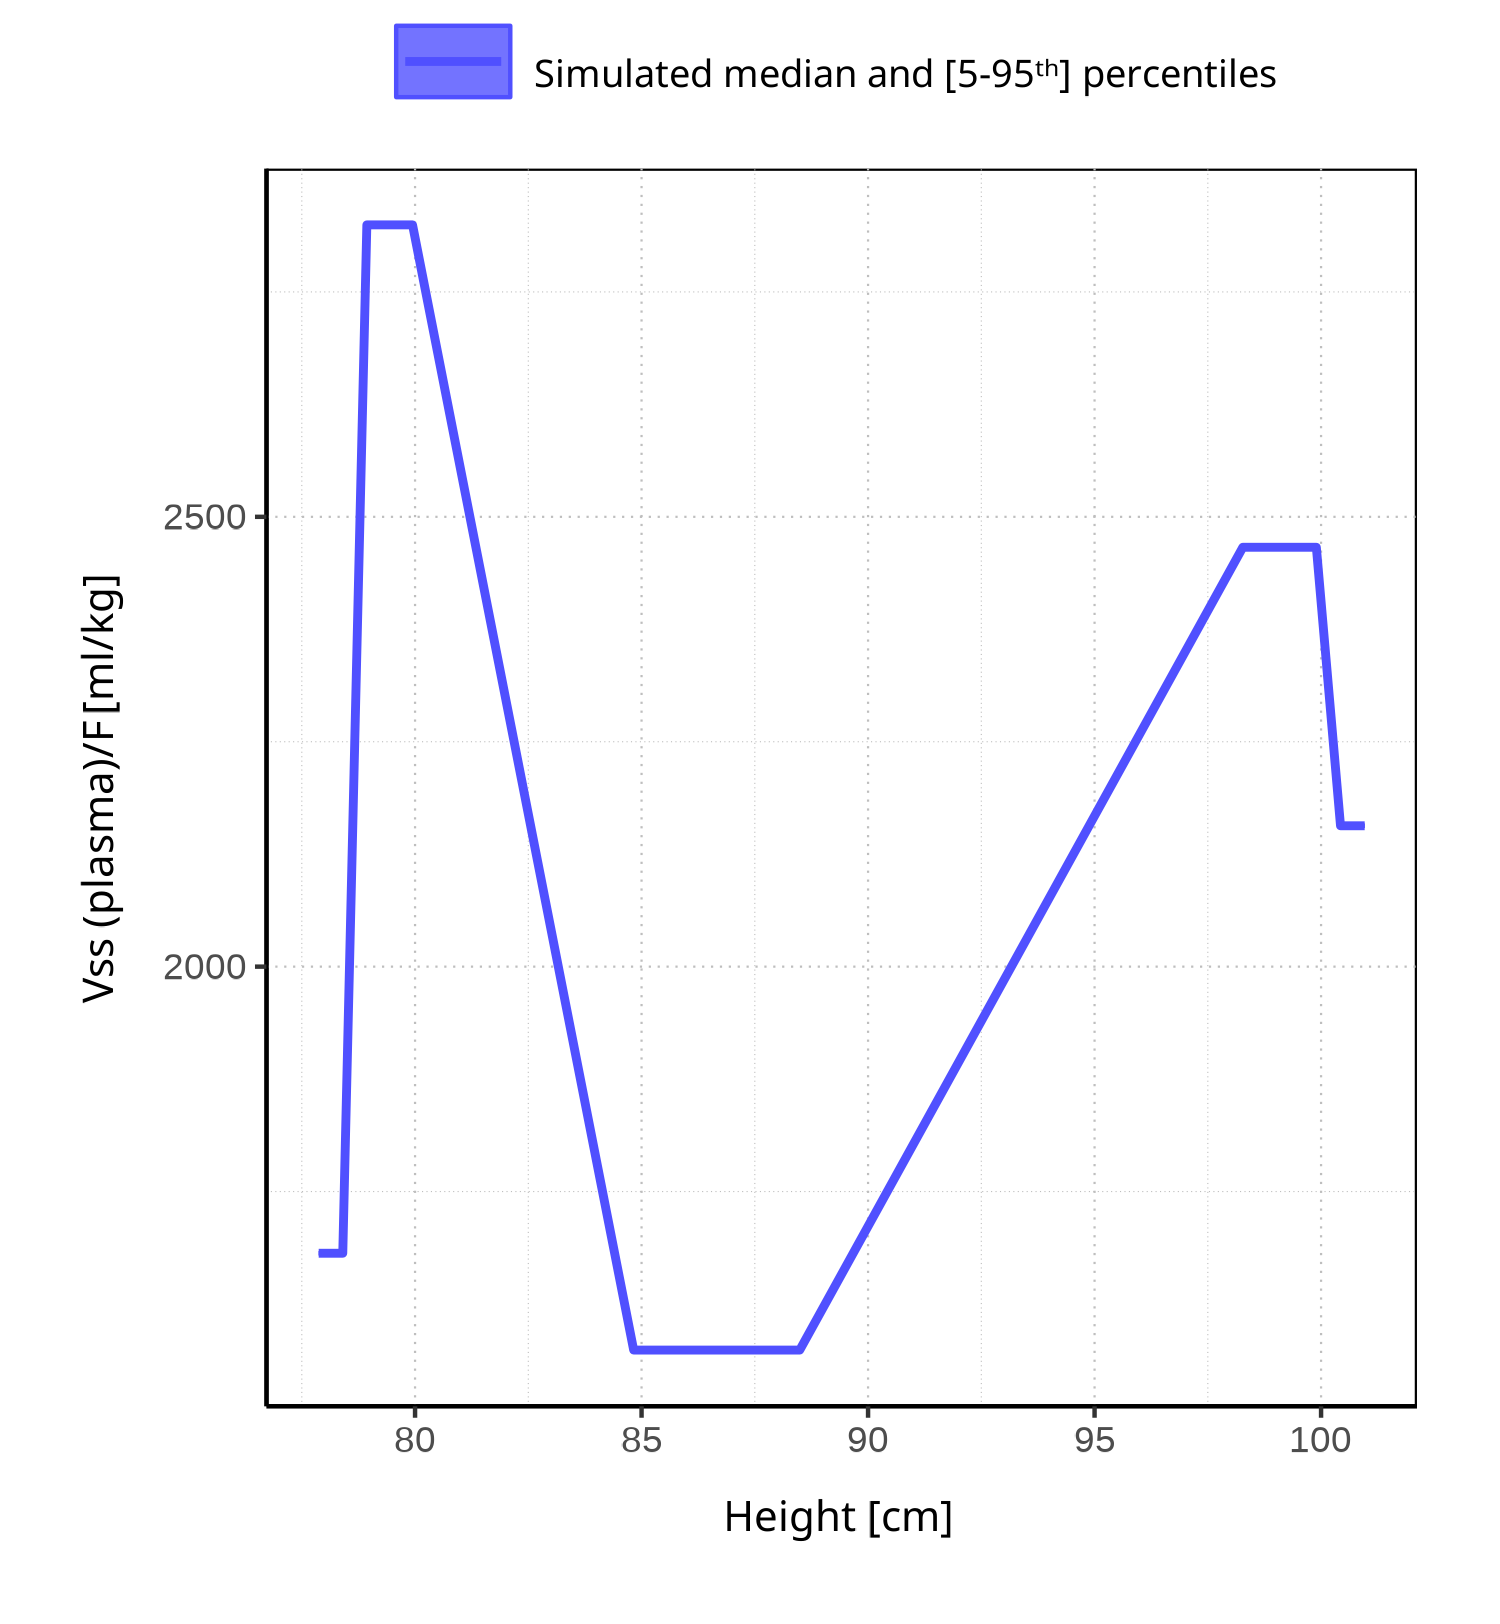 Simulated median and [5-95ᵗʰ] percentiles
2500
2000
Vss (plasma)/F[ml/kg]
80 85 90 95 100
Height [cm]